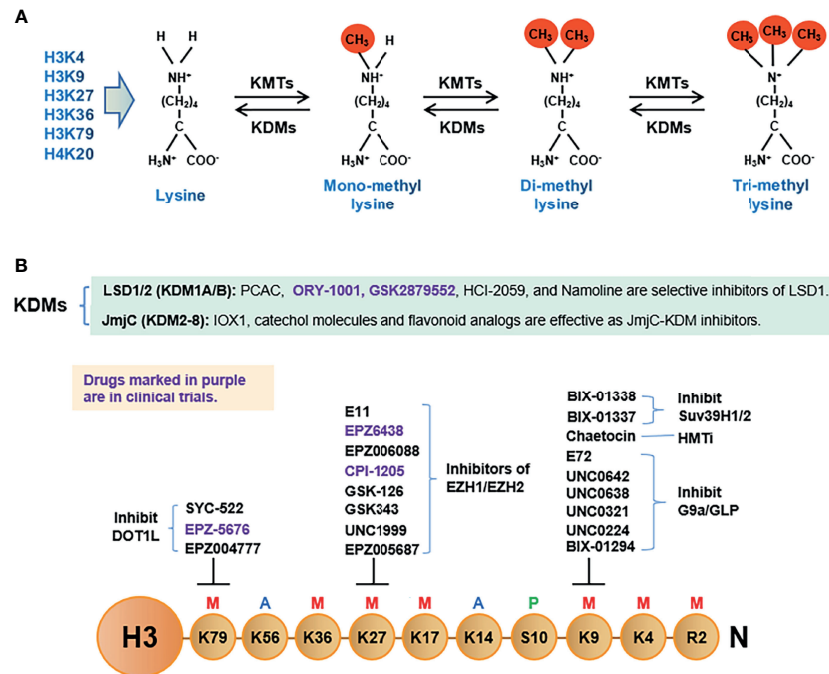 A
H3K4
H3K9
H3K27
H3K36
H3K79
H4K20
H H
NH+
(CH2)4
C
H3N+ COO-
Lysine
KMTs
KDMs
CH3 H
NH+
(CH2)4
C
H3N+ COO-
Mono-methyl
lysine
KMTs
KDMs
CH3 CH3
NH+
(CH2)4
C
H3N+ COO-
Di-methyl
lysine
KMTs
KDMs
CH3 CH3 CH3
N+
(CH2)4
C
H3N+ COO-
Tri-methyl
lysine
B
KDMs
LSD1/2 (KDM1A/B): PCAC, ORY-1001, GSK2879552, HCI-2059, and Namoline are selective inhibitors of LSD1.
JmjC (KDM2-8): IOX1, catechol molecules and flavonoid analogs are effective as JmjC-KDM inhibitors.
Drugs marked in purple
are in clinical trials.
Inhibit
DOT1L
SYC-522
EPZ-5676
EPZ004777
E11
EPZ6438
EPZ006088
CPI-1205
GSK-126
GSK343
UNC1999
EPZ005687
Inhibitors of
EZH1/EZH2
BIX-01338
BIX-01337
Inhibit
Suv39H1/2
Chaetocin HMTi
E72
UNC0642
UNC0638
UNC0321
UNC0224
BIX-01294
Inhibit
G9a/GLP
M A M M M A P M M M
H3 K79 K56 K36 K27 K17 K14 S10 K9 K4 R2 N